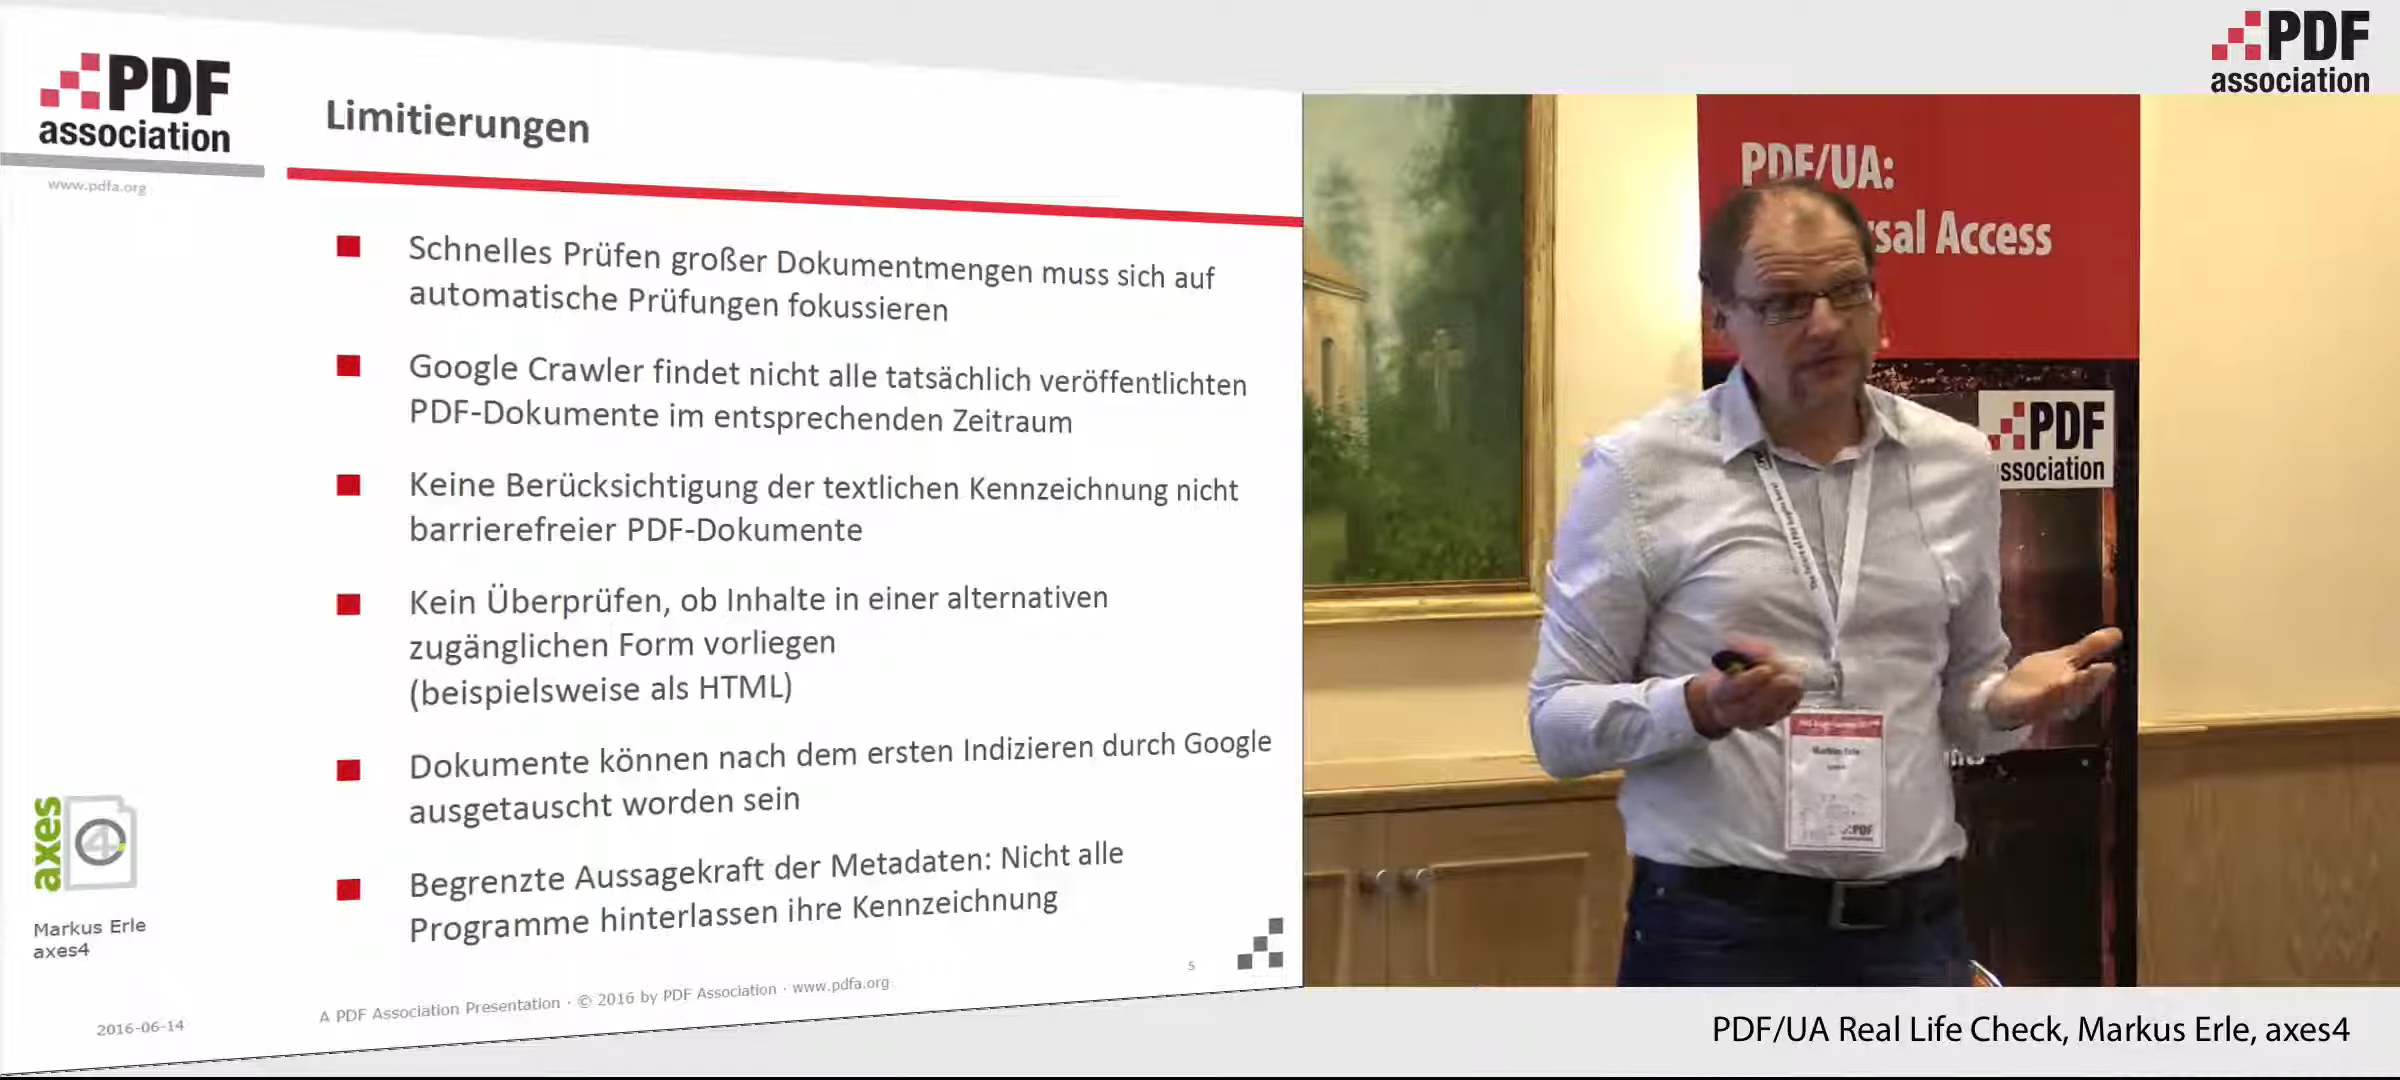 PDF
association
www.pdfa.org
Limitierungen
Schnelles Prüfen großer Dokumentmengen muss sich auf
automatische Prüfungen fokussieren
Google Crawler findet nicht alle tatsächlich veröffentlichten
PDF-Dokumente im entsprechenden Zeitraum
Keine Berücksichtigung der textlichen Kennzeichnung nicht
barrierefreier PDF-Dokumente
Kein Überprüfen, ob Inhalte in einer alternativen
zugänglichen Form vorliegen
(beispielsweise als HTML)
Dokumente können nach dem ersten Indizieren durch Google
ausgetauscht worden sein
Begrenzte Aussagekraft der Metadaten: Nicht alle
Programme hinterlassen ihre Kennzeichnung
axes
4
Markus Erle
axes4
2016-06-14
A PDF Association Presentation · © 2016 by PDF Association · www.pdfa.org
5
PDF
association
PDF/UA:
sal Access
PDF
ssociation
Markus Erle
PDF
PDF/UA Real Life Check, Markus Erle, axes4